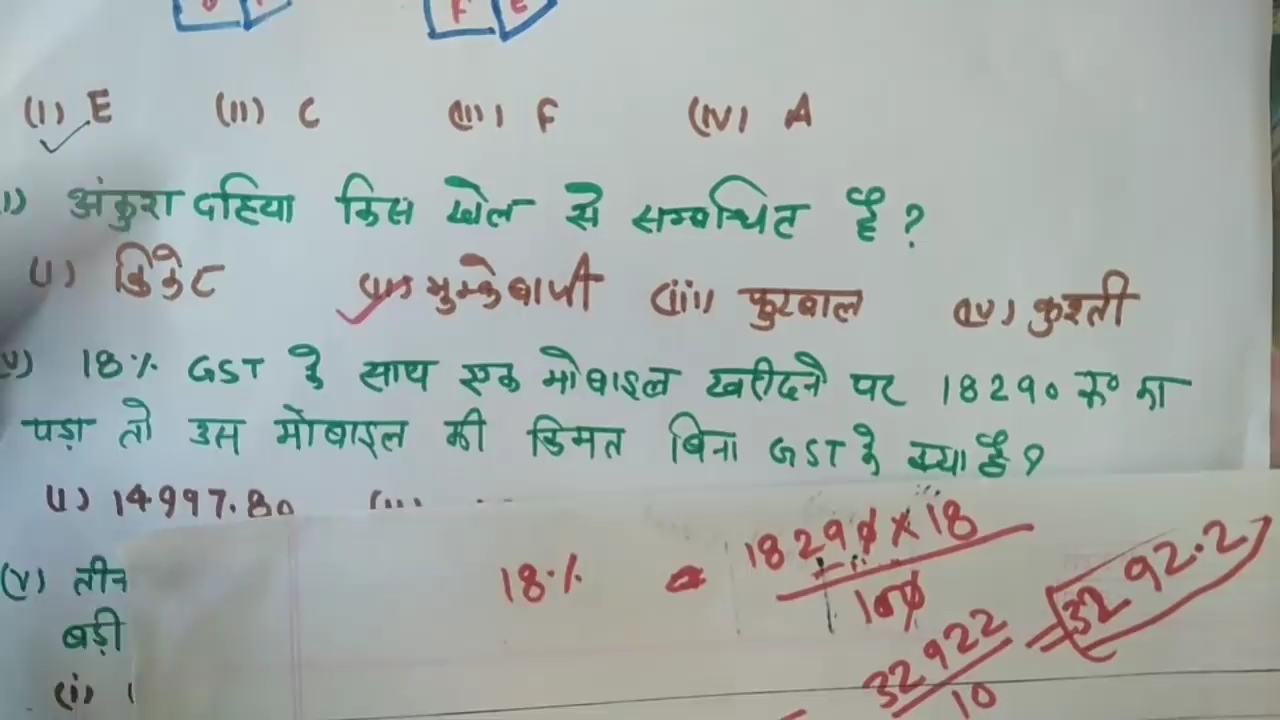 F E
(i) E (ii) C (iii) F (iv) A
अंकुश दहिया किस खेल से सम्बन्धित है ?
(i) क्रिकेट (ii) मुक्केबाजी (iii) फुटबाल (iv) कुश्ती
18% GST के साथ एक मोबाइल खरीदने पर 18290 रू० का
पड़ा तो उस मोबाइल की किमत बिना GST के क्या है ?
(i) 14997.80
18% = 18290 x 18
100
= 3292.2
32922
10
(v) तीन
बड़ी
(i)